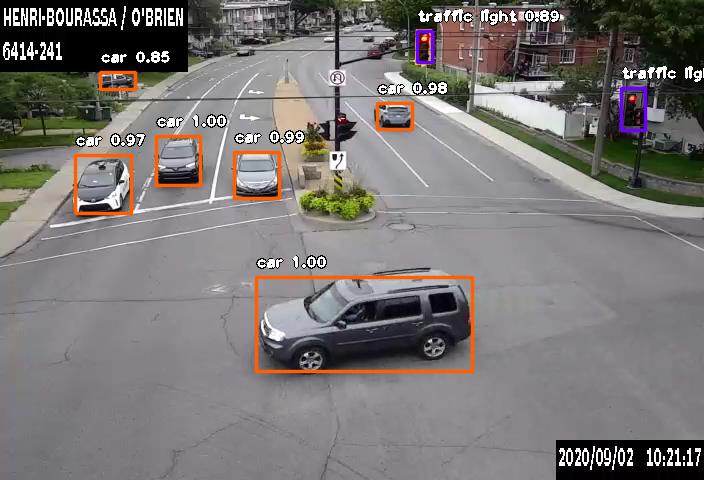 HENRI-BOURASSA / O'BRIEN
6414-241
traffic light 0.89
car 0.85
traffic lig
car 0.98
car 1.00
car 0.97
car 0.99
car 1.00
2020/09/02 10:21:17